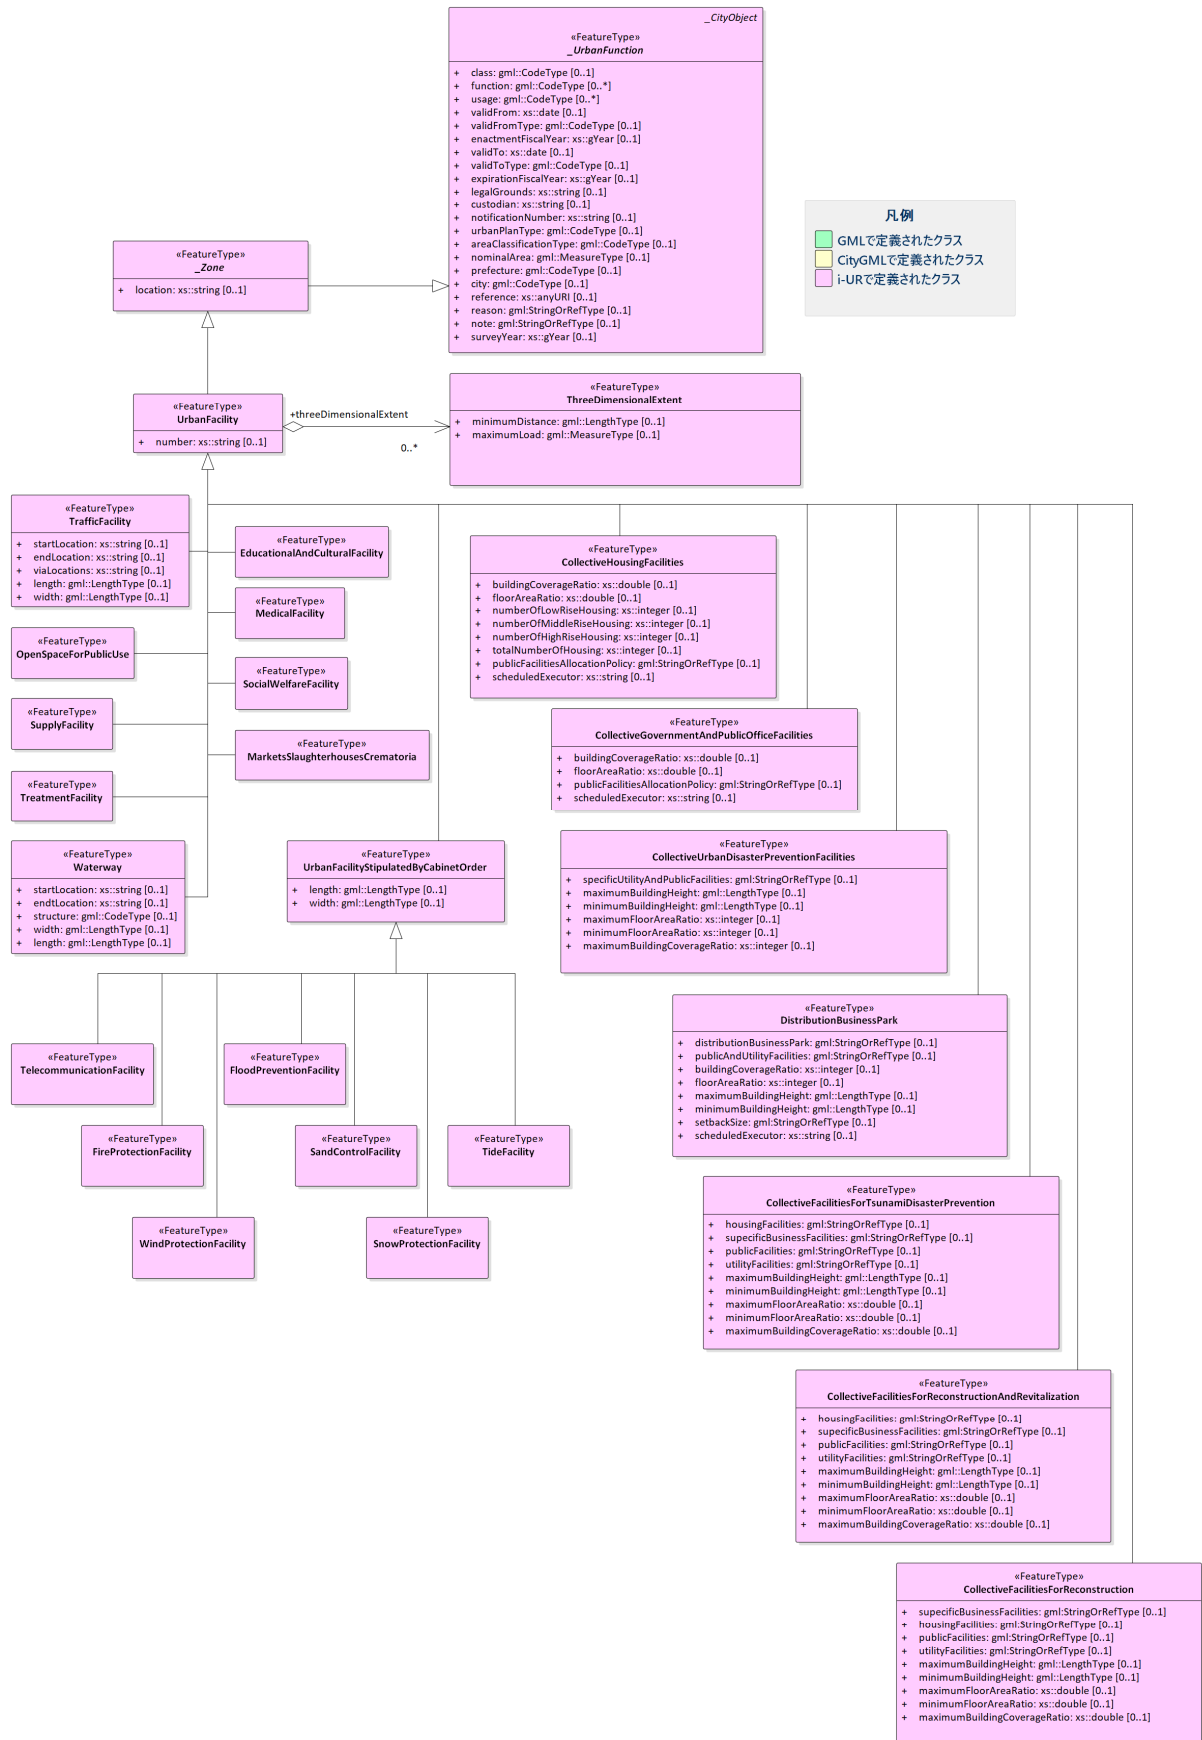 _CityObject
«FeatureType»
_UrbanFunction
+ class: gml::CodeType [0..1]
+ function: gml::CodeType [0..*]
+ usage: gml::CodeType [0..*]
+ validFrom: xs::date [0..1]
+ validFromType: gml::CodeType [0..1]
+ enactmentFiscalYear: xs::gYear [0..1]
+ validTo: xs::date [0..1]
+ validToType: gml::CodeType [0..1]
+ expirationFiscalYear: xs::gYear [0..1]
+ legalGrounds: xs::string [0..1]
+ custodian: xs::string [0..1]
+ notificationNumber: xs::string [0..1]
+ urbanPlanType: gml::CodeType [0..1]
+ areaClassificationType: gml::CodeType [0..1]
+ nominalArea: gml::MeasureType [0..1]
+ prefecture: gml::CodeType [0..1]
+ city: gml::CodeType [0..1]
+ reference: xs::anyURI [0..1]
+ reason: gml:StringOrRefType [0..1]
+ note: gml:StringOrRefType [0..1]
+ surveyYear: xs::gYear [0..1]
凡例
GMLで定義されたクラス
CityGMLで定義されたクラス
i-URで定義されたクラス
«FeatureType»
_Zone
+ location: xs::string [0..1]
«FeatureType»
UrbanFacility
+ number: xs::string [0..1]
+threeDimensionalExtent
0..*
«FeatureType»
ThreeDimensionalExtent
+ minimumDistance: gml::LengthType [0..1]
+ maximumLoad: gml::MeasureType [0..1]
«FeatureType»
TrafficFacility
+ startLocation: xs::string [0..1]
+ endLocation: xs::string [0..1]
+ viaLocations: xs::string [0..1]
+ length: gml::LengthType [0..1]
+ width: gml::LengthType [0..1]
«FeatureType»
EducationalAndCulturalFacility
«FeatureType»
MedicalFacility
«FeatureType»
OpenSpaceForPublicUse
«FeatureType»
SocialWelfareFacility
«FeatureType»
SupplyFacility
«FeatureType»
MarketsSlaughterhousesCrematoria
«FeatureType»
TreatmentFacility
«FeatureType»
Waterway
+ startLocation: xs::string [0..1]
+ endtLocation: xs::string [0..1]
+ structure: gml::CodeType [0..1]
+ width: gml::LengthType [0..1]
+ length: gml::LengthType [0..1]
«FeatureType»
UrbanFacilityStipulatedByCabinetOrder
+ length: gml::LengthType [0..1]
+ width: gml::LengthType [0..1]
«FeatureType»
CollectiveHousingFacilities
+ buildingCoverageRatio: xs::double [0..1]
+ floorAreaRatio: xs::double [0..1]
+ numberOfLowRiseHousing: xs::integer [0..1]
+ numberOfMiddleRiseHousing: xs::integer [0..1]
+ numberOfHighRiseHousing: xs::integer [0..1]
+ totalNumberOfHousing: xs::integer [0..1]
+ publicFacilitiesAllocationPolicy: gml:StringOrRefType [0..1]
+ scheduledExecutor: xs::string [0..1]
«FeatureType»
CollectiveGovernmentAndPublicOfficeFacilities
+ buildingCoverageRatio: xs::double [0..1]
+ floorAreaRatio: xs::double [0..1]
+ publicFacilitiesAllocationPolicy: gml:StringOrRefType [0..1]
+ scheduledExecutor: xs::string [0..1]
«FeatureType»
CollectiveUrbanDisasterPreventionFacilities
+ specificUtilityAndPublicFacilities: gml:StringOrRefType [0..1]
+ maximumBuildingHeight: gml::LengthType [0..1]
+ minimumBuildingHeight: gml::LengthType [0..1]
+ maximumFloorAreaRatio: xs::integer [0..1]
+ minimumFloorAreaRatio: xs::integer [0..1]
+ maximumBuildingCoverageRatio: xs::integer [0..1]
«FeatureType»
TelecommunicationFacility
«FeatureType»
FloodPreventionFacility
«FeatureType»
FireProtectionFacility
«FeatureType»
SandControlFacility
«FeatureType»
TideFacility
«FeatureType»
WindProtectionFacility
«FeatureType»
SnowProtectionFacility
«FeatureType»
DistributionBusinessPark
+ distributionBusinessPark: gml:StringOrRefType [0..1]
+ publicAndUtilityFacilities: gml:StringOrRefType [0..1]
+ buildingCoverageRatio: xs::integer [0..1]
+ floorAreaRatio: xs::integer [0..1]
+ maximumBuildingHeight: gml::LengthType [0..1]
+ minimumBuildingHeight: gml::LengthType [0..1]
+ setbackSize: gml:StringOrRefType [0..1]
+ scheduledExecutor: xs::string [0..1]
«FeatureType»
CollectiveFacilitiesForTsunamiDisasterPrevention
+ housingFacilities: gml:StringOrRefType [0..1]
+ supecificBusinessFacilities: gml:StringOrRefType [0..1]
+ publicFacilities: gml:StringOrRefType [0..1]
+ utilityFacilities: gml:StringOrRefType [0..1]
+ maximumBuildingHeight: gml::LengthType [0..1]
+ minimumBuildingHeight: gml::LengthType [0..1]
+ maximumFloorAreaRatio: xs::double [0..1]
+ minimumFloorAreaRatio: xs::double [0..1]
+ maximumBuildingCoverageRatio: xs::double [0..1]
«FeatureType»
CollectiveFacilitiesForReconstructionAndRevitalization
+ housingFacilities: gml:StringOrRefType [0..1]
+ supecificBusinessFacilities: gml:StringOrRefType [0..1]
+ publicFacilities: gml:StringOrRefType [0..1]
+ utilityFacilities: gml:StringOrRefType [0..1]
+ maximumBuildingHeight: gml::LengthType [0..1]
+ minimumBuildingHeight: gml::LengthType [0..1]
+ maximumFloorAreaRatio: xs::double [0..1]
+ minimumFloorAreaRatio: xs::double [0..1]
+ maximumBuildingCoverageRatio: xs::double [0..1]
«FeatureType»
CollectiveFacilitiesForReconstruction
+ supecificBusinessFacilities: gml:StringOrRefType [0..1]
+ housingFacilities: gml:StringOrRefType [0..1]
+ publicFacilities: gml:StringOrRefType [0..1]
+ utilityFacilities: gml:StringOrRefType [0..1]
+ maximumBuildingHeight: gml::LengthType [0..1]
+ minimumBuildingHeight: gml::LengthType [0..1]
+ maximumFloorAreaRatio: xs::double [0..1]
+ minimumFloorAreaRatio: xs::double [0..1]
+ maximumBuildingCoverageRatio: xs::double [0..1]